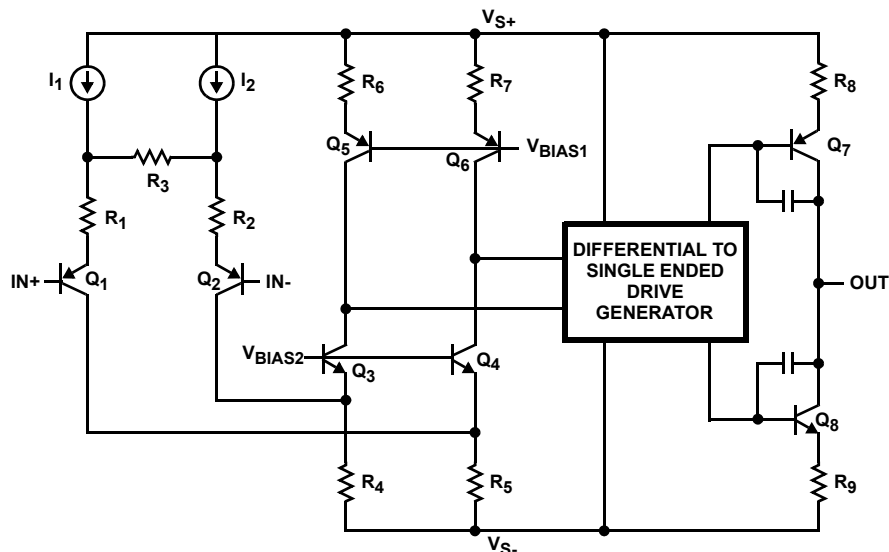 VS+
I1
I2
R6
R7
R8
Q5
Q6
VBIAS1
Q7
R3
R1
R2
IN+
Q1
Q2
IN-
DIFFERENTIAL TO
SINGLE ENDED
DRIVE
GENERATOR
OUT
VBIAS2
Q3
Q4
Q8
R4
R5
R9
VS-